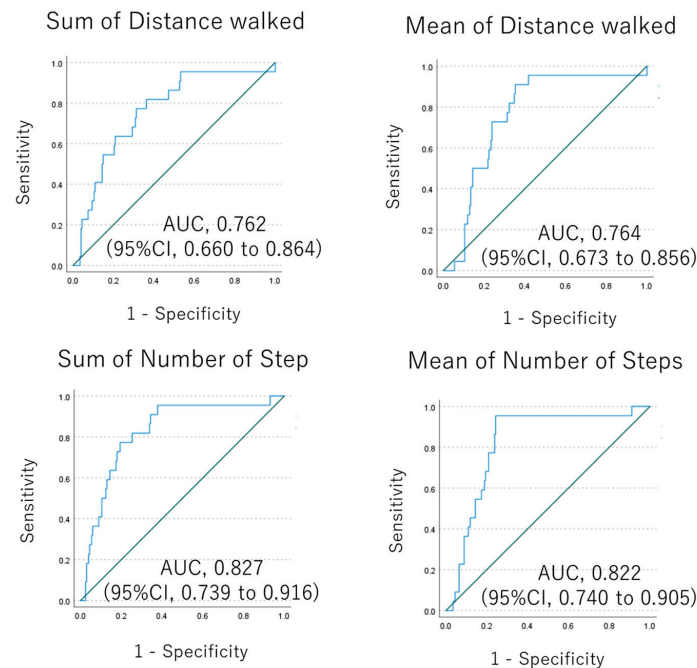 Sum of Distance walked
1.0
0.8
0.6
0.4
0.2
0.0
Sensitivity
AUC, 0.762
(95%CI, 0.660 to 0.864)
0.0 0.2 0.4 0.6 0.8 1.0
1 - Specificity
Mean of Distance walked
1.0
0.8
0.6
0.4
0.2
0.0
Sensitivity
AUC, 0.764
(95%CI, 0.673 to 0.856)
0.0 0.2 0.4 0.6 0.8 1.0
1 - Specificity
Sum of Number of Step
1.0
0.8
0.6
0.4
0.2
0.0
Sensitivity
AUC, 0.827
(95%CI, 0.739 to 0.916)
0.0 0.2 0.4 0.6 0.8 1.0
1 - Specificity
Mean of Number of Steps
1.0
0.8
0.6
0.4
0.2
0.0
Sensitivity
AUC, 0.822
(95%CI, 0.740 to 0.905)
0.0 0.2 0.4 0.6 0.8 1.0
1 - Specificity